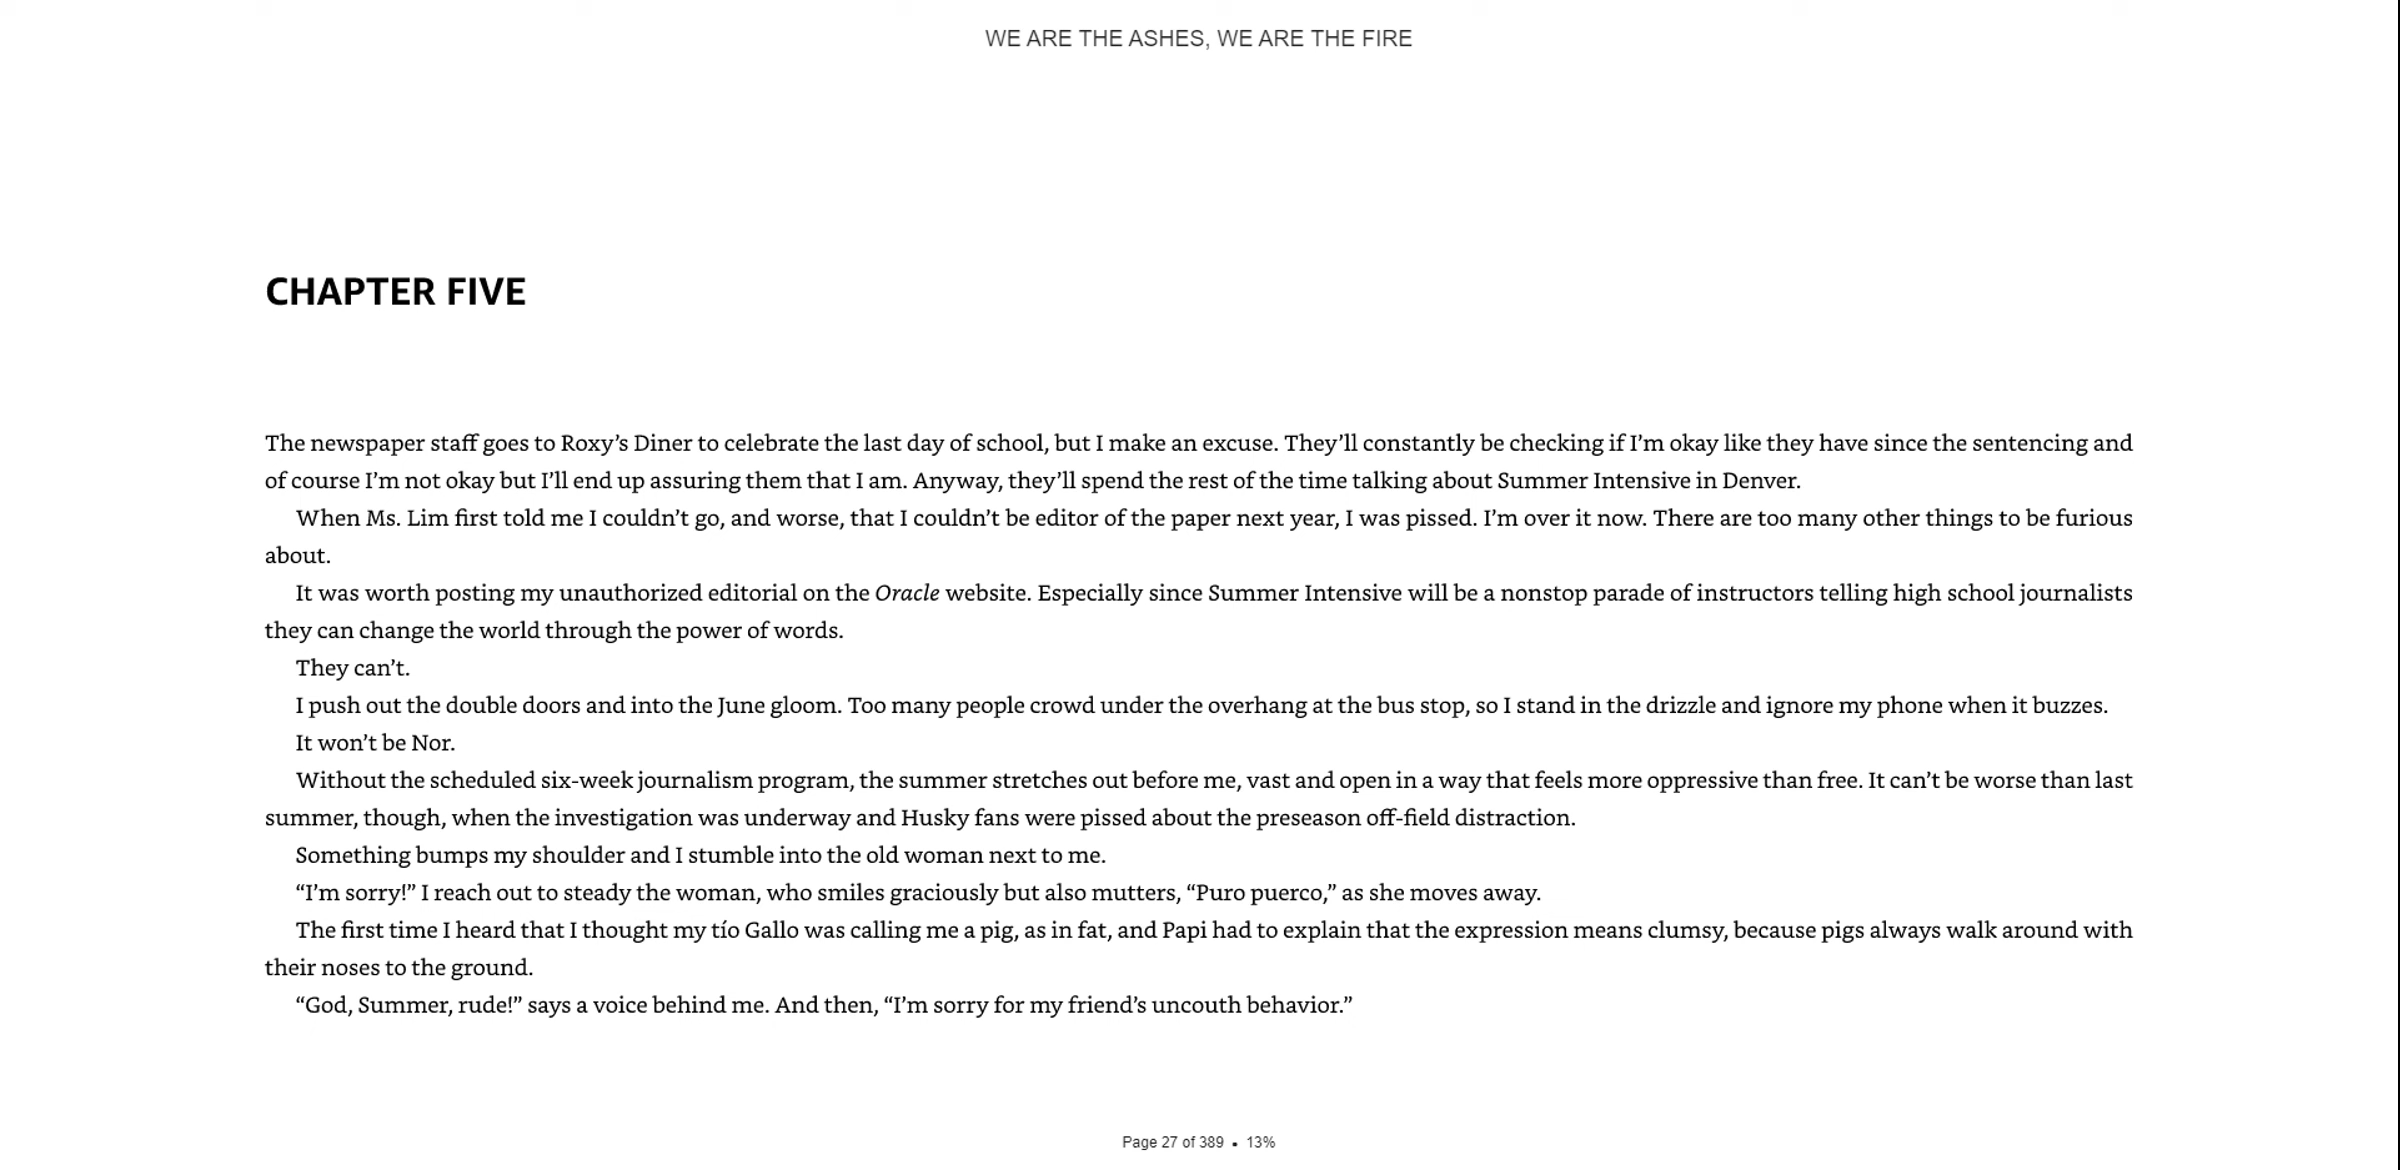 WE ARE THE ASHES, WE ARE THE FIRE
CHAPTER FIVE
The newspaper staff goes to Roxy’s Diner to celebrate the last day of school, but I make an excuse. They’ll constantly be checking if I’m okay like they have since the sentencing and
of course I’m not okay but I’ll end up assuring them that I am. Anyway, they’ll spend the rest of the time talking about Summer Intensive in Denver.
When Ms. Lim first told me I couldn’t go, and worse, that I couldn’t be editor of the paper next year, I was pissed. I’m over it now. There are too many other things to be furious
about.
It was worth posting my unauthorized editorial on the Oracle website. Especially since Summer Intensive will be a nonstop parade of instructors telling high school journalists
they can change the world through the power of words.
They can’t.
I push out the double doors and into the June gloom. Too many people crowd under the overhang at the bus stop, so I stand in the drizzle and ignore my phone when it buzzes.
It won’t be Nor.
Without the scheduled six-week journalism program, the summer stretches out before me, vast and open in a way that feels more oppressive than free. It can’t be worse than last
summer, though, when the investigation was underway and Husky fans were pissed about the preseason off-field distraction.
Something bumps my shoulder and I stumble into the old woman next to me.
“I’m sorry!” I reach out to steady the woman, who smiles graciously but also mutters, “Puro puerco,” as she moves away.
The first time I heard that I thought my tío Gallo was calling me a pig, as in fat, and Papi had to explain that the expression means clumsy, because pigs always walk around with
their noses to the ground.
“God, Summer, rude!” says a voice behind me. And then, “I’m sorry for my friend’s uncouth behavior.”
Page 27 of 389 • 13%